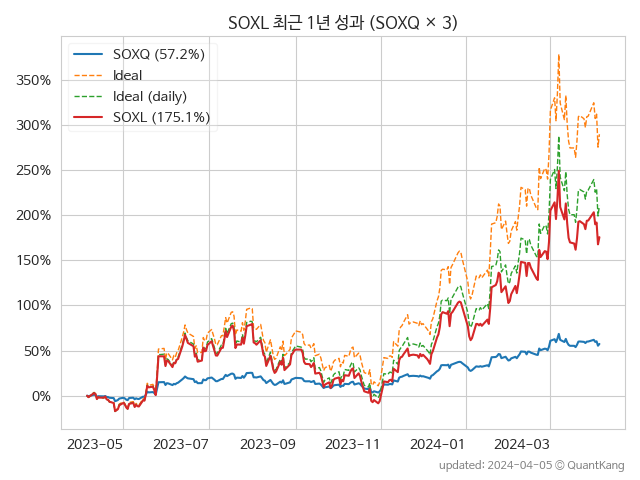 SOXL 최근 1년 성과 (SOXQ × 3)
SOXQ (57.2%)
Ideal
Ideal (daily)
SOXL (175.1%)
350%
300%
250%
200%
150%
100%
50%
0%
2023-05 2023-07 2023-09 2023-11 2024-01 2024-03
updated: 2024-04-05 © QuantKang